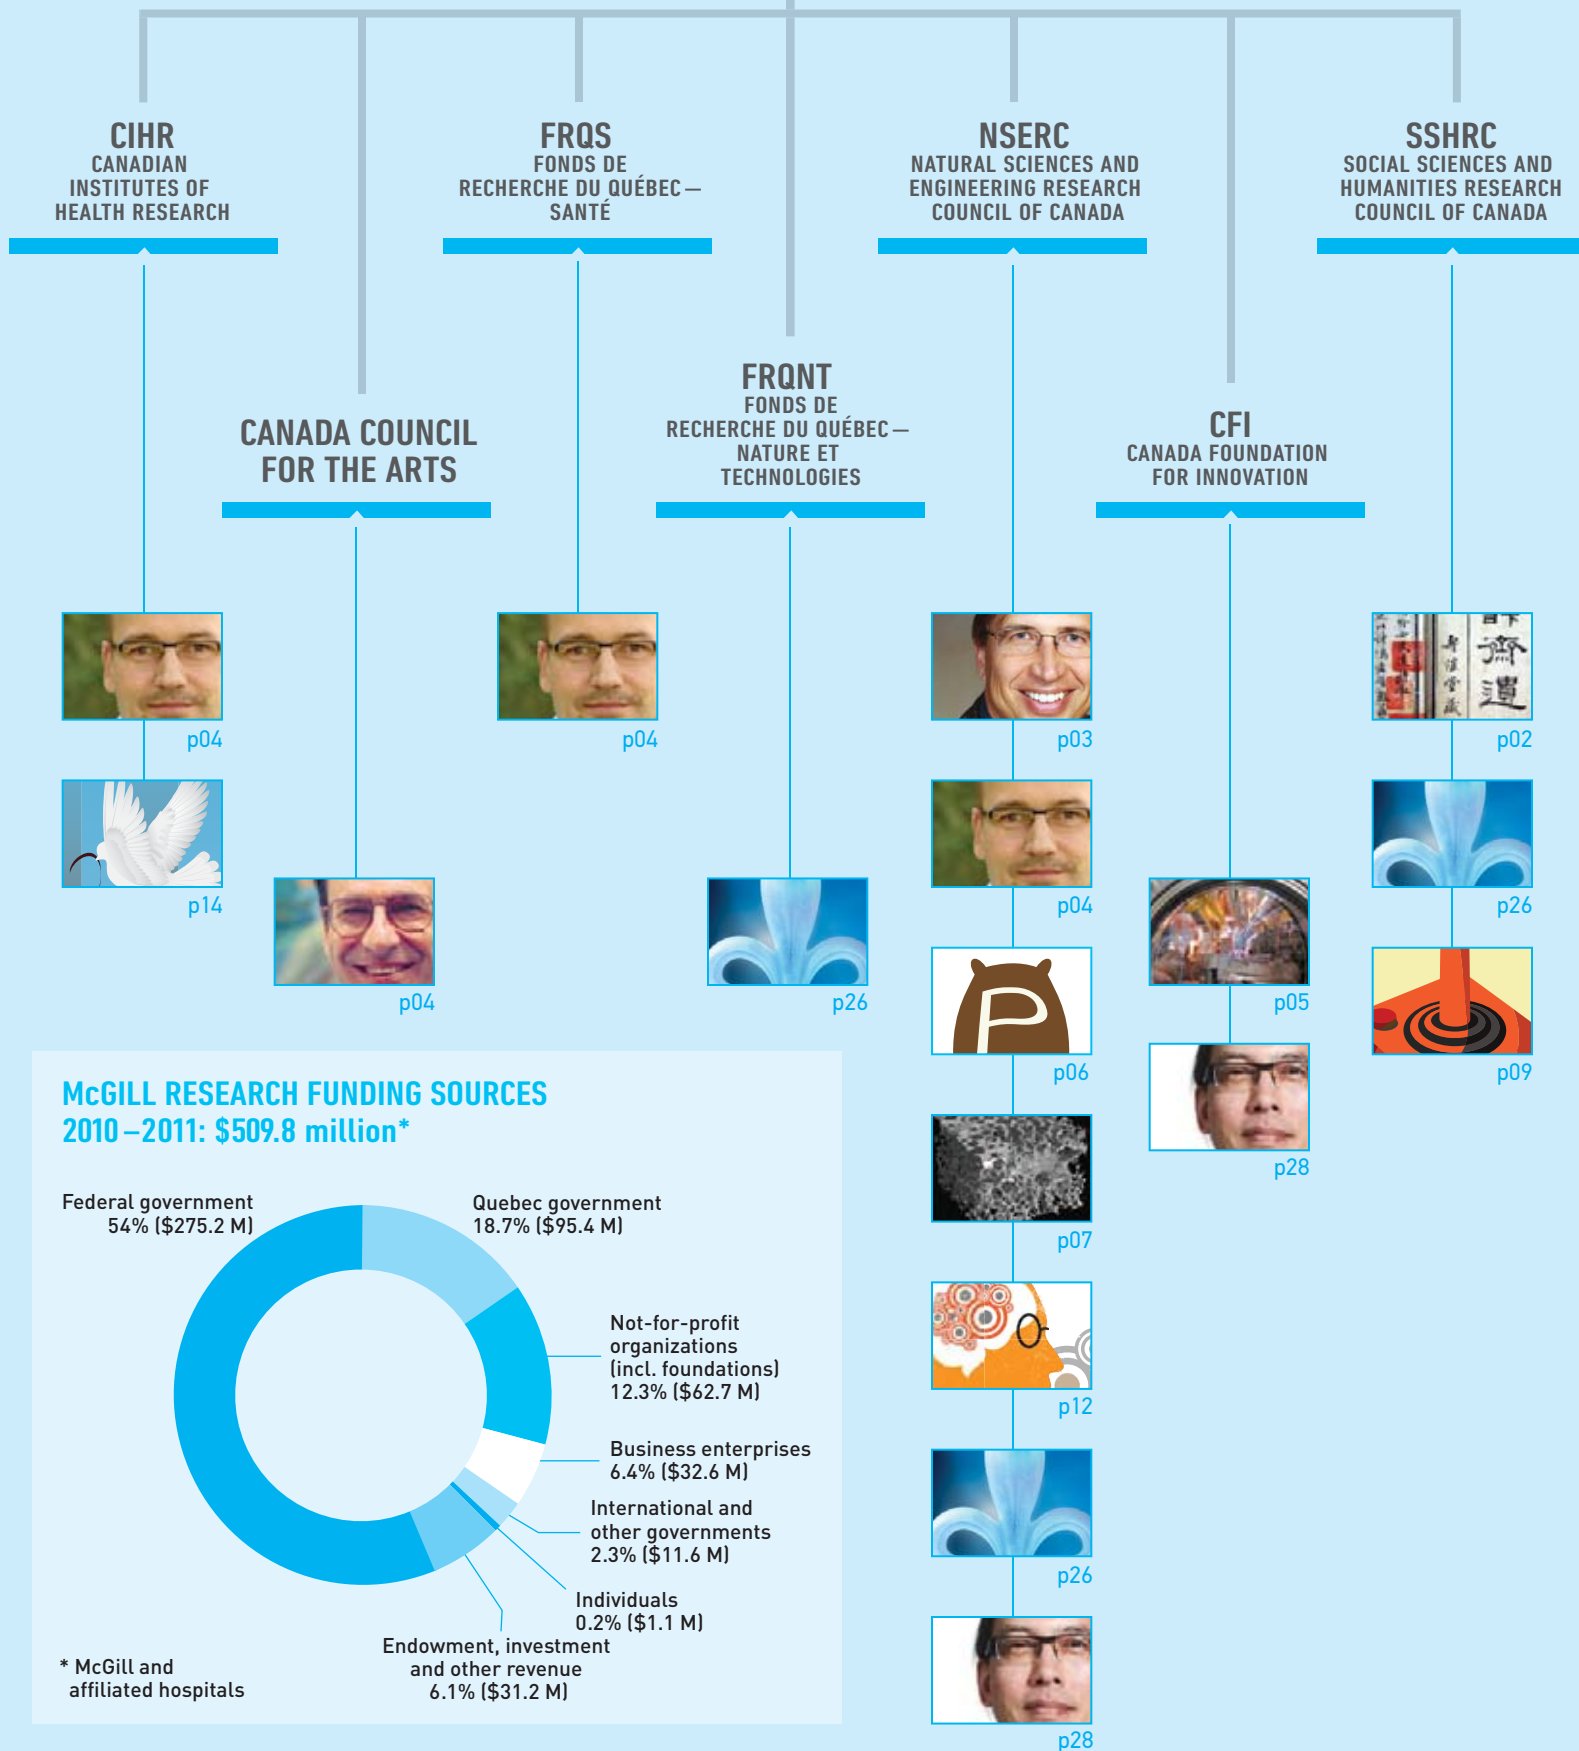 CIHR
CANADIAN
INSTITUTES OF
HEALTH RESEARCH
FRQS
FONDS DE
RECHERCHE DU QUÉBEC —
SANTÉ
NSERC
NATURAL SCIENCES AND
ENGINEERING RESEARCH
COUNCIL OF CANADA
SSHRC
SOCIAL SCIENCES AND
HUMANITIES RESEARCH
COUNCIL OF CANADA
CANADA COUNCIL
FOR THE ARTS
FRQNT
FONDS DE
RECHERCHE DU QUÉBEC —
NATURE ET
TECHNOLOGIES
CFI
CANADA FOUNDATION
FOR INNOVATION
p04
p14
p04
p04
p26
p03
p04
P
p06
p07
p12
p26
p28
p05
p28
p02
p26
p09
McGILL RESEARCH FUNDING SOURCES
2010 – 2011: $509.8 million*
Federal government
54% ($275.2 M)
Quebec government
18.7% ($95.4 M)
Not-for-profit
organizations
(incl. foundations)
12.3% ($62.7 M)
Business enterprises
6.4% ($32.6 M)
International and
other governments
2.3% ($11.6 M)
Individuals
0.2% ($1.1 M)
Endowment, investment
and other revenue
6.1% ($31.2 M)
* McGill and
affiliated hospitals